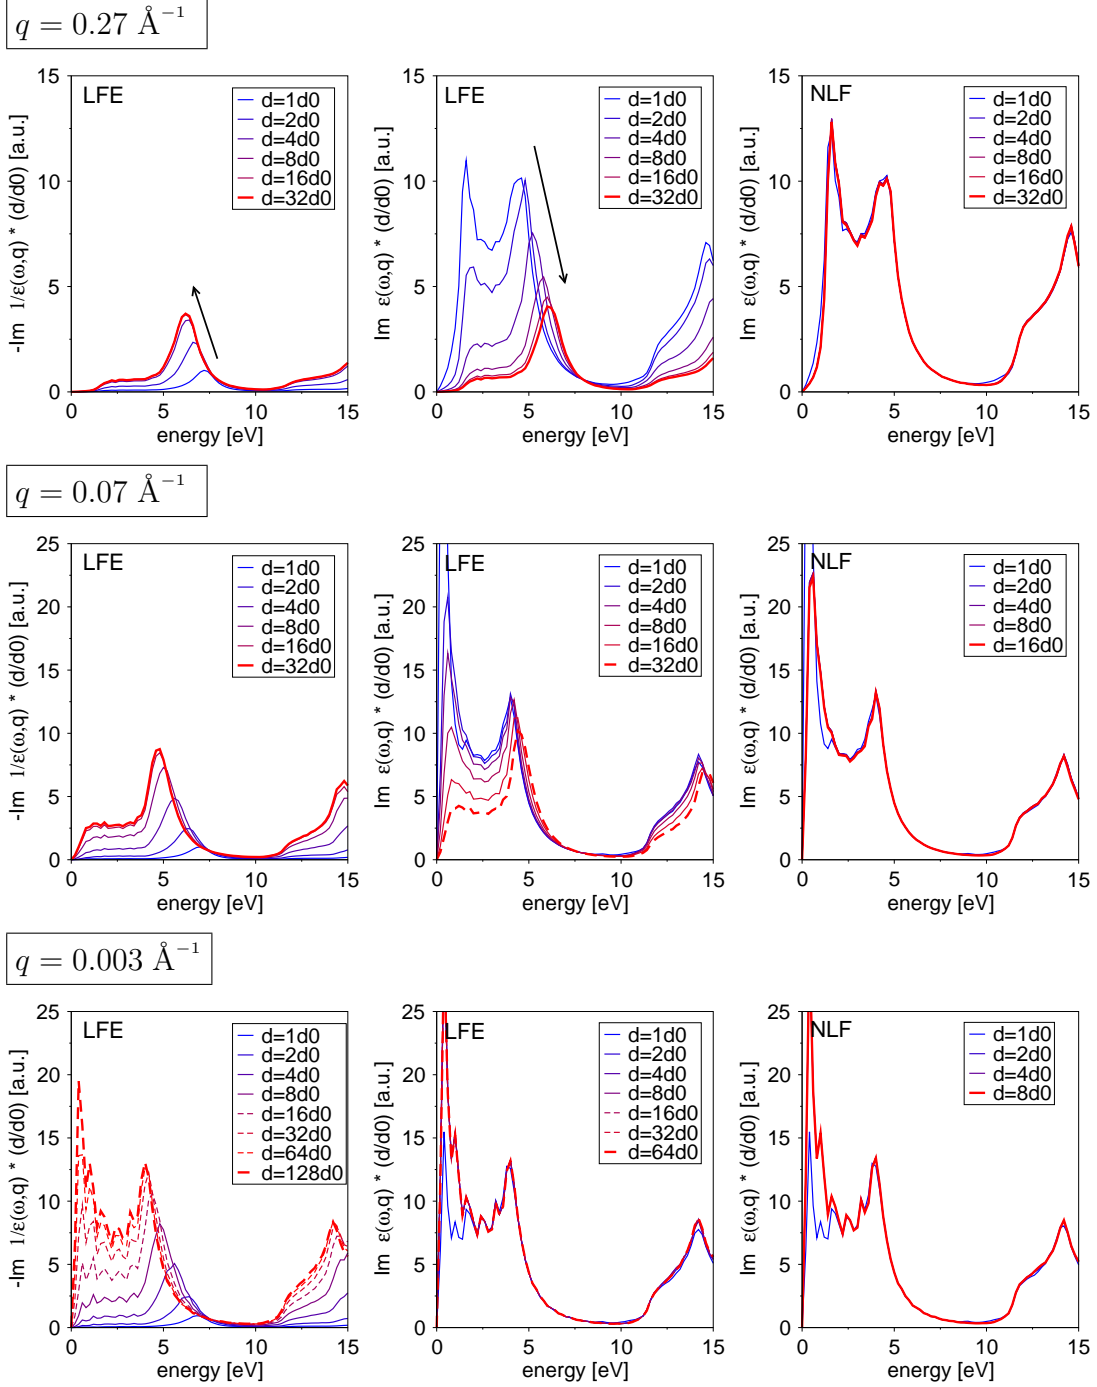 q = 0.27 Å⁻¹
-Im 1/ε(ω,q) * (d/d0) [a.u.]
15
10
5
0
LFE
d=1d0
d=2d0
d=4d0
d=8d0
d=16d0
d=32d0
0 5 10 15
energy [eV]
Im ε(ω,q) * (d/d0) [a.u.]
15
10
5
0
LFE
d=1d0
d=2d0
d=4d0
d=8d0
d=16d0
d=32d0
0 5 10 15
energy [eV]
Im ε(ω,q) * (d/d0) [a.u.]
15
10
5
0
NLF
d=1d0
d=2d0
d=4d0
d=8d0
d=16d0
d=32d0
0 5 10 15
energy [eV]
q = 0.07 Å⁻¹
-Im 1/ε(ω,q) * (d/d0) [a.u.]
25
20
15
10
5
0
LFE
d=1d0
d=2d0
d=4d0
d=8d0
d=16d0
d=32d0
0 5 10 15
energy [eV]
Im ε(ω,q) * (d/d0) [a.u.]
25
20
15
10
5
0
LFE
d=1d0
d=2d0
d=4d0
d=8d0
d=16d0
d=32d0
0 5 10 15
energy [eV]
Im ε(ω,q) * (d/d0) [a.u.]
25
20
15
10
5
0
NLF
d=1d0
d=2d0
d=4d0
d=8d0
d=16d0
0 5 10 15
energy [eV]
q = 0.003 Å⁻¹
-Im 1/ε(ω,q) * (d/d0) [a.u.]
25
20
15
10
5
0
LFE
d=1d0
d=2d0
d=4d0
d=8d0
d=16d0
d=32d0
d=64d0
d=128d0
0 5 10 15
energy [eV]
Im ε(ω,q) * (d/d0) [a.u.]
25
20
15
10
5
0
LFE
d=1d0
d=2d0
d=4d0
d=8d0
d=16d0
d=32d0
d=64d0
0 5 10 15
energy [eV]
Im ε(ω,q) * (d/d0) [a.u.]
25
20
15
10
5
0
NLF
d=1d0
d=2d0
d=4d0
d=8d0
0 5 10 15
energy [eV]